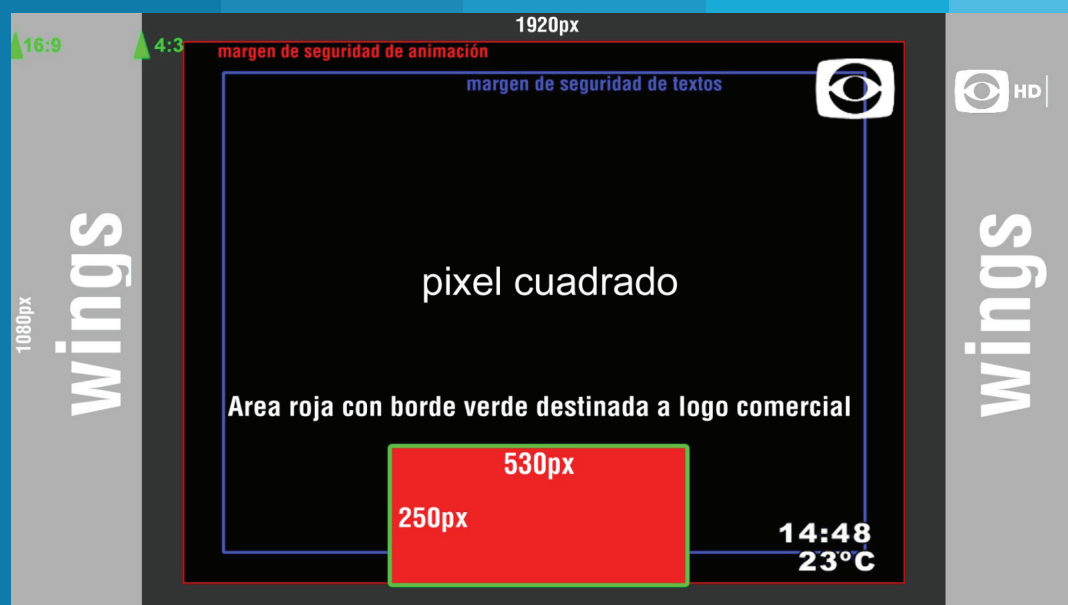 1920px
16:9
4:3
margen de seguridad de animación
margen de seguridad de textos
HD
wings
1080px
wings
pixel cuadrado
Area roja con borde verde destinada a logo comercial
530px
250px
14:48
23ºC